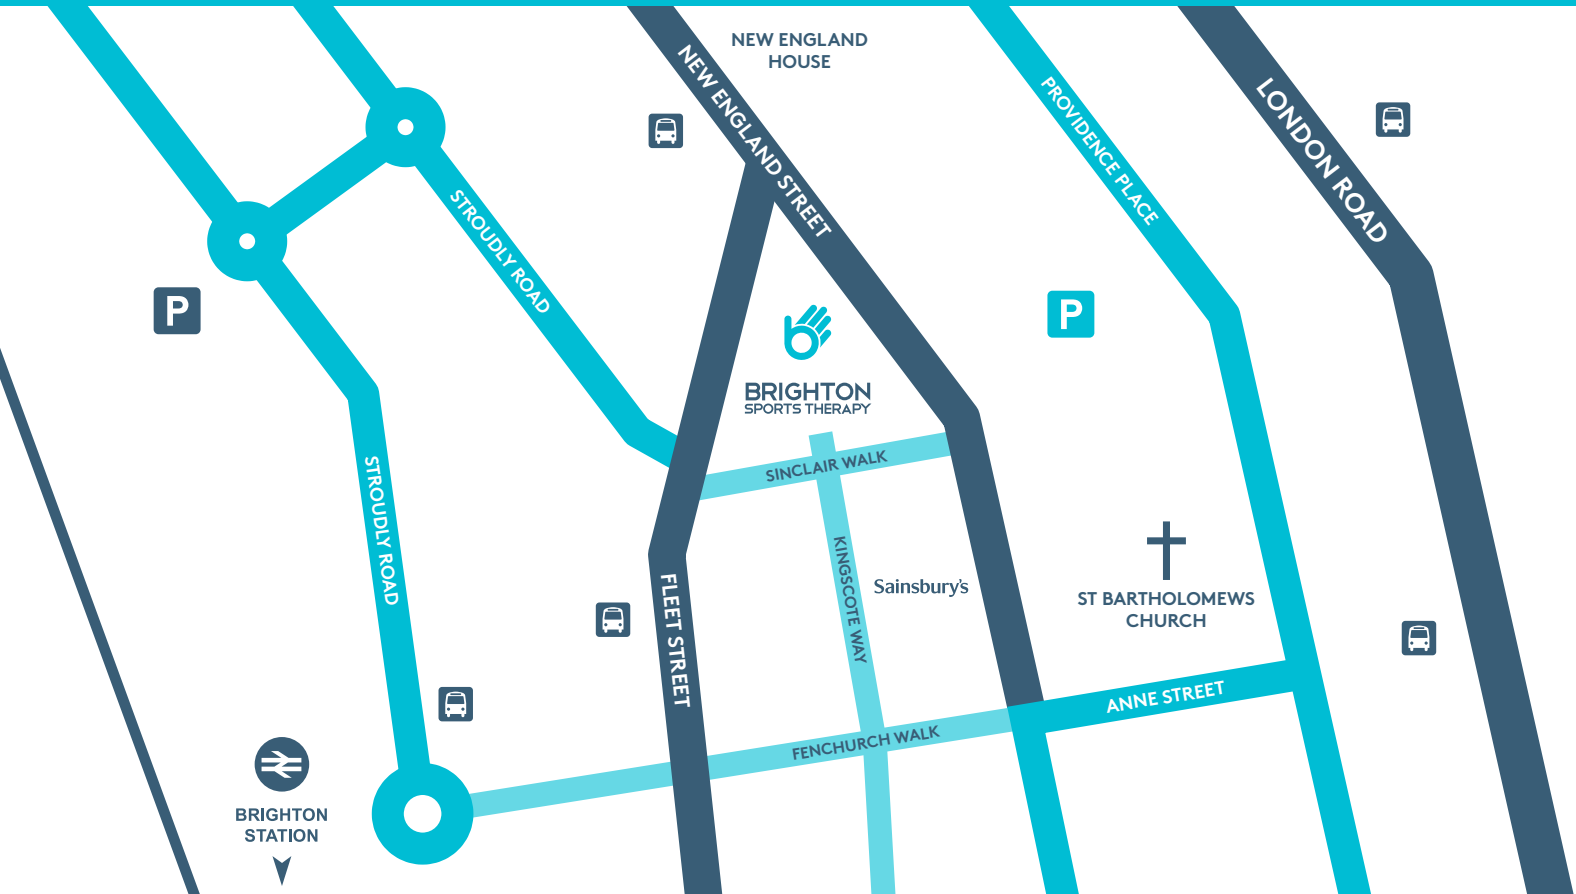 NEW ENGLAND
HOUSE
NEW ENGLAND STREET
PROVIDENCE PLACE
LONDON ROAD
STROUDLY ROAD
P
P
BRIGHTON
SPORTS THERAPY
SINCLAIR WALK
STROUDLY ROAD
KINGSCOTE WAY
Sainsbury's
FLEET STREET
ST BARTHOLOMEWS
CHURCH
ANNE STREET
FENCHURCH WALK
BRIGHTON
STATION